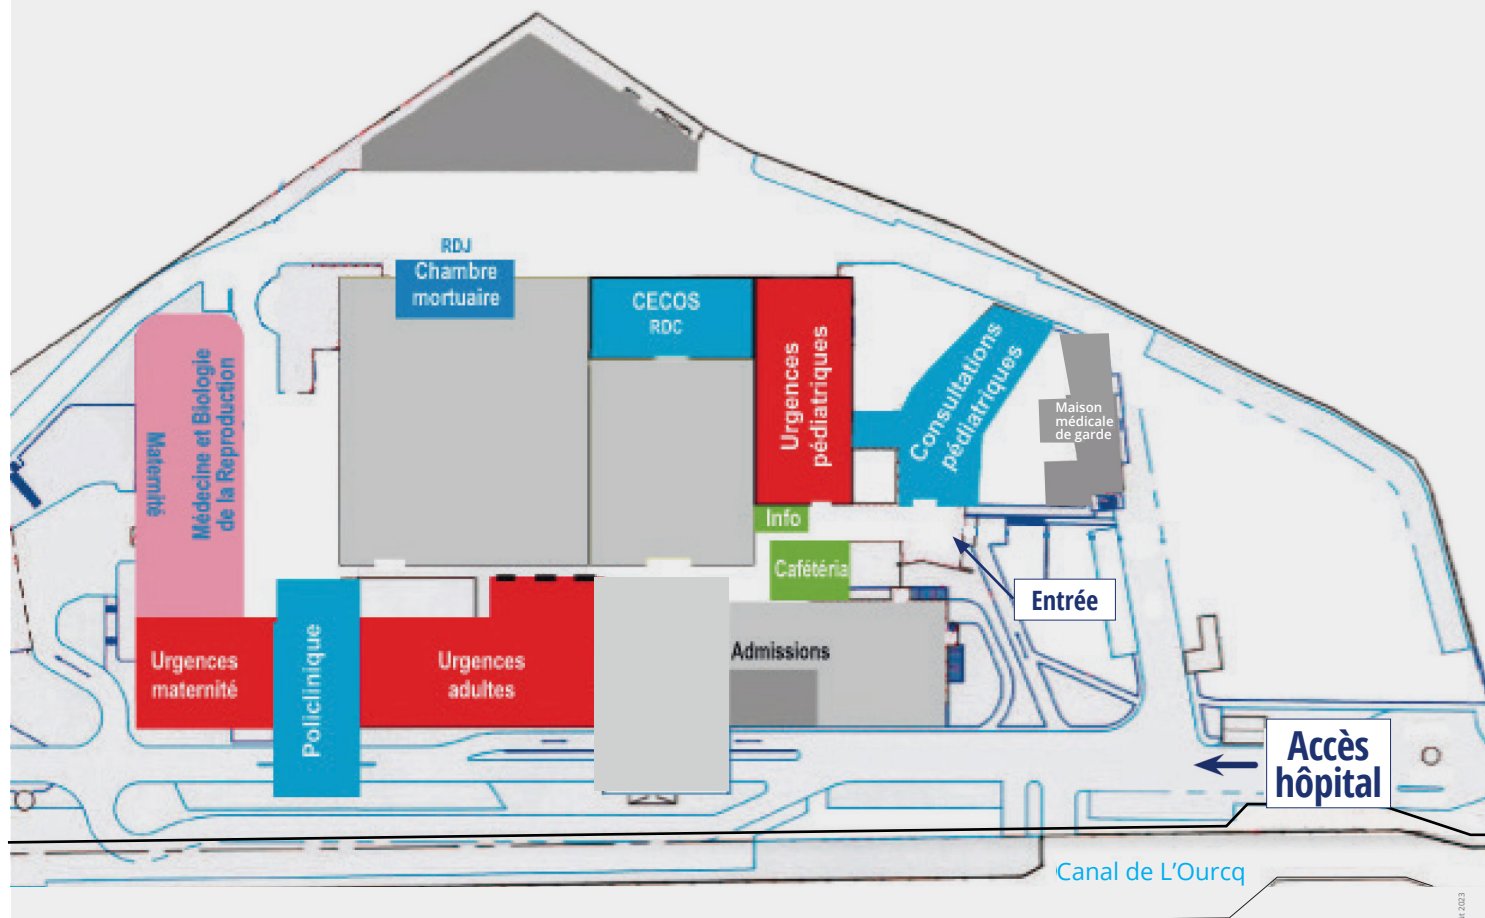 RDJ
Chambre
mortuaire
CECOS
RDC
Urgences
pédiatriques
Consultations
pédiatriques
Maison
médicale
de garde
Maternité
Médecine et Biologie
de la Reproduction
Info
Cafétéria
Entrée
Urgences
maternité
Policlinique
Urgences
adultes
Admissions
Accès
hôpital
Canal de L'Ourcq
2023